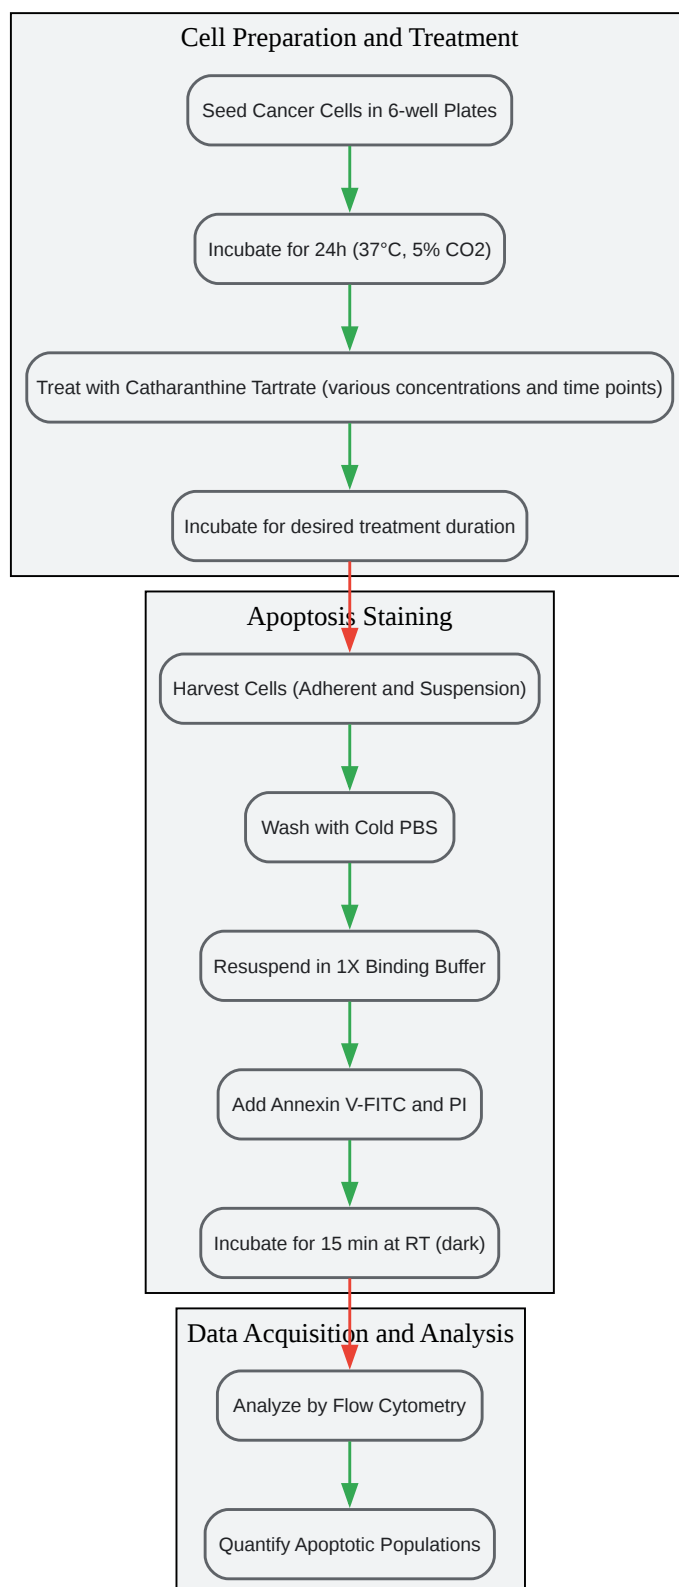 Cell Preparation and Treatment
Seed Cancer Cells in 6-well Plates
Incubate for 24h (37°C, 5% CO2)
Treat with Catharanthine Tartrate (various concentrations and time points)
Incubate for desired treatment duration
Apoptosis Staining
Harvest Cells (Adherent and Suspension)
Wash with Cold PBS
Resuspend in 1X Binding Buffer
Add Annexin V-FITC and PI
Incubate for 15 min at RT (dark)
Data Acquisition and Analysis
Analyze by Flow Cytometry
Quantify Apoptotic Populations